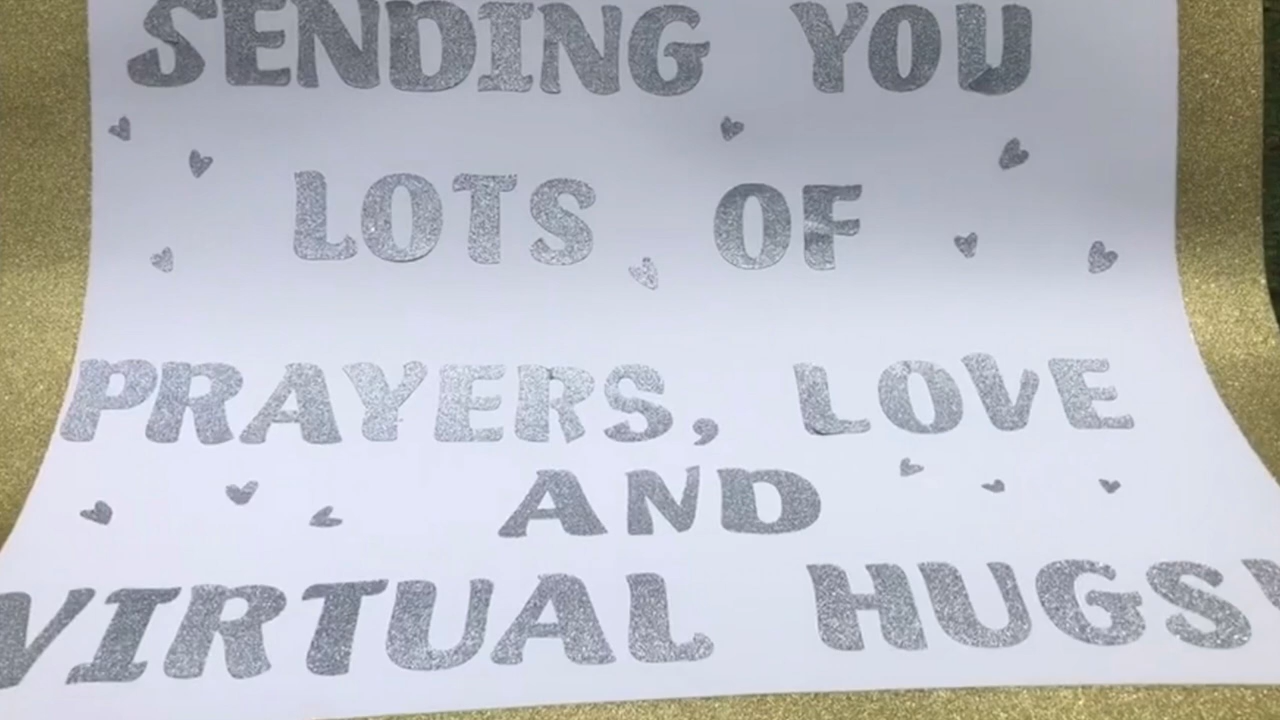 SENDING YOU
LOTS OF
PRAYERS, LOVE
AND
VIRTUAL HUGS!